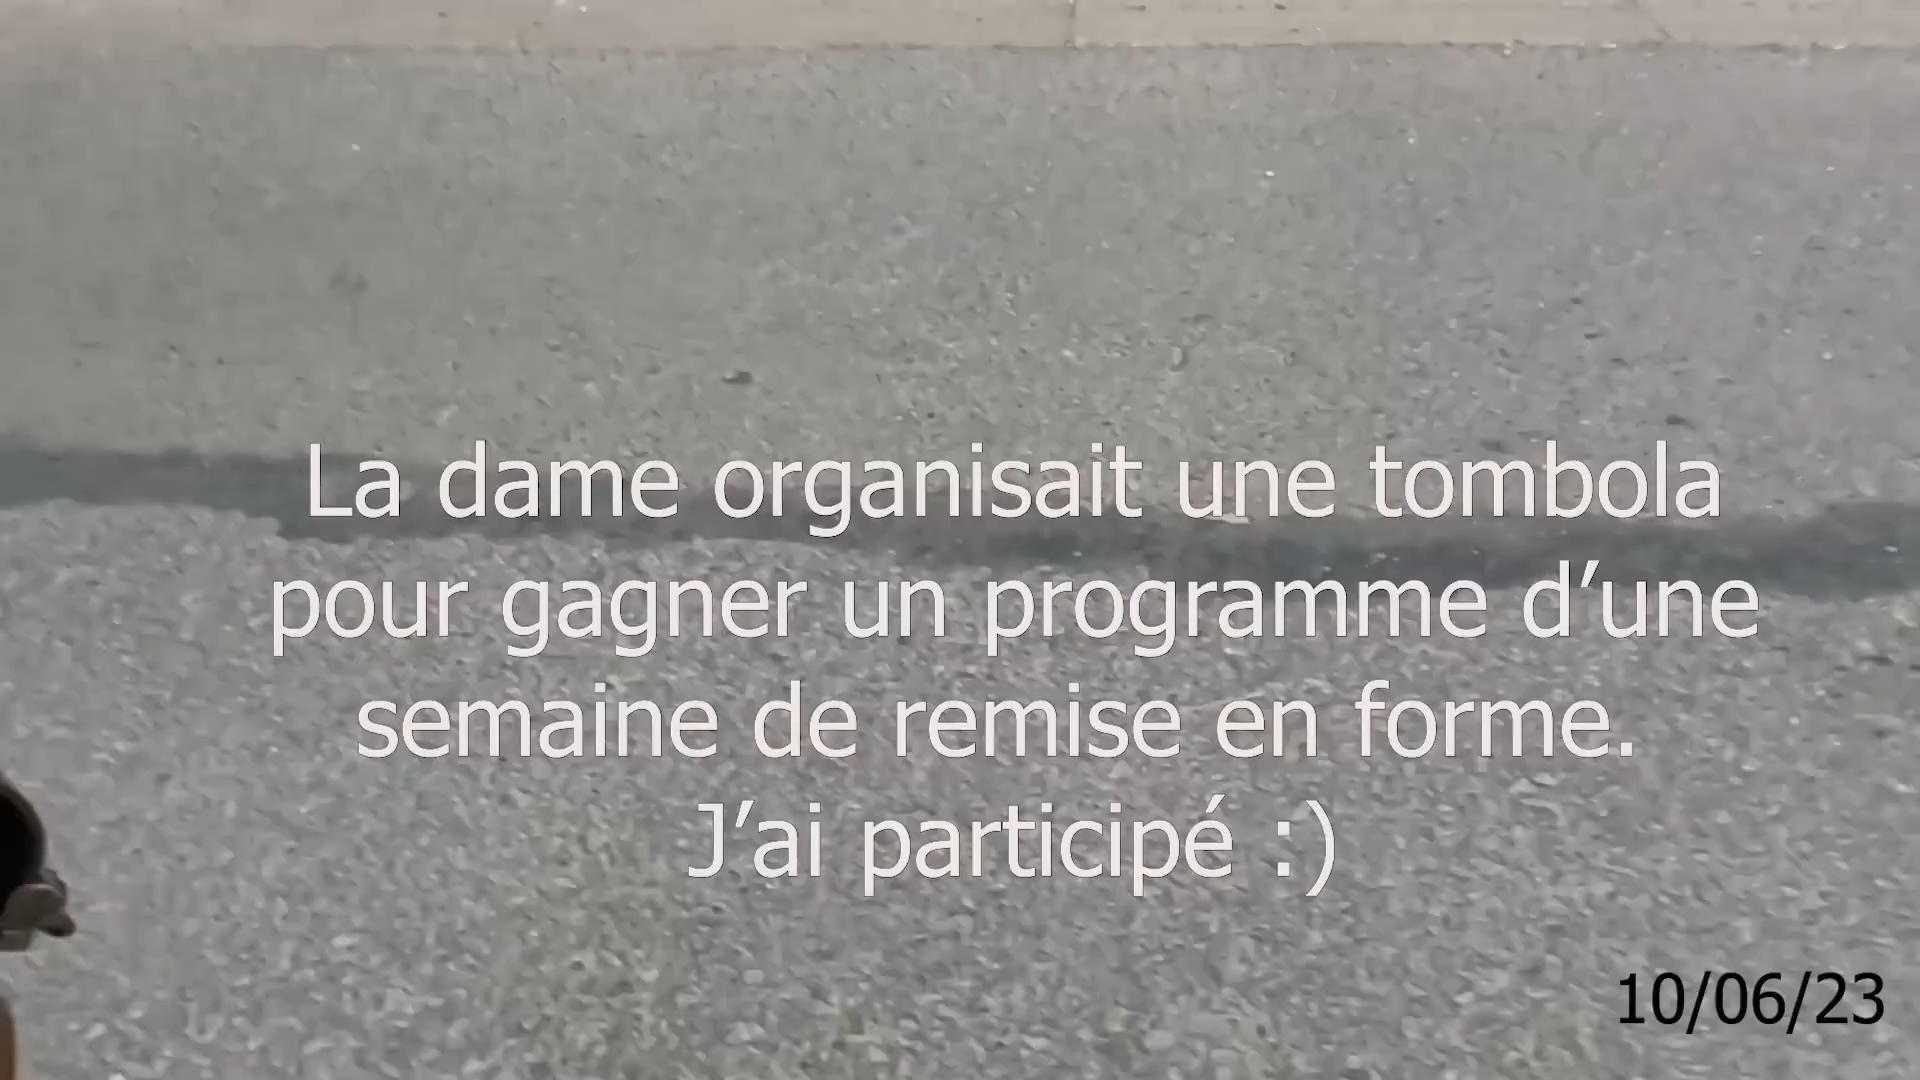 La dame organisait une tombola
pour gagner un programme d’une
semaine de remise en forme.
J’ai participé :)
10/06/23